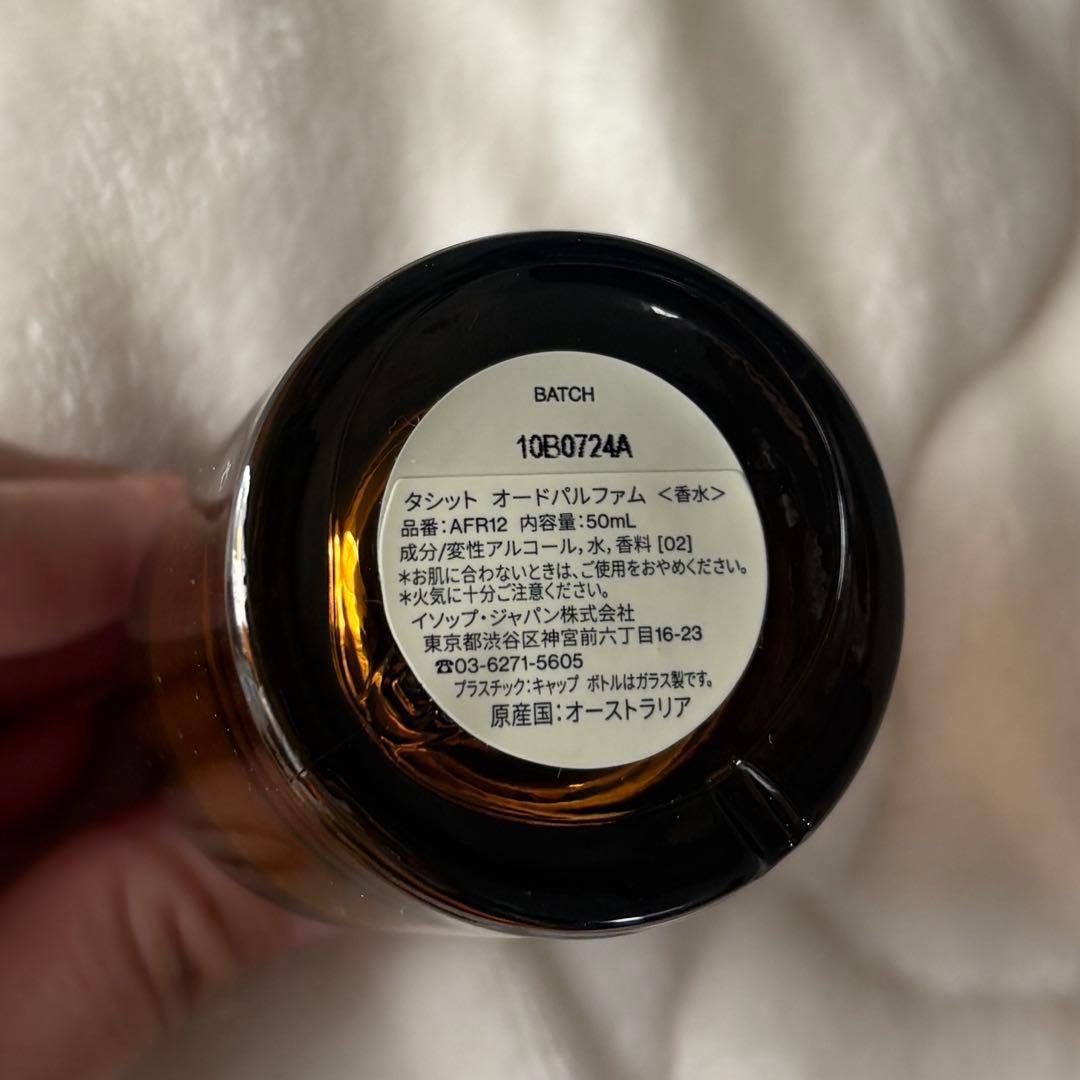 BATCH
10B0724A
タシット オードパルファム <香水>
品番:AFR12 内容量:50mL
成分/変性アルコール,水,香料 [02]
*お肌に合わないときは、ご使用をおやめください。
*火気に十分ご注意ください。
イソップ・ジャパン株式会社
東京都渋谷区神宮前六丁目16-23
☎03-6271-5605
プラスチック:キャップ ボトルはガラス製です。
原産国:オーストラリア